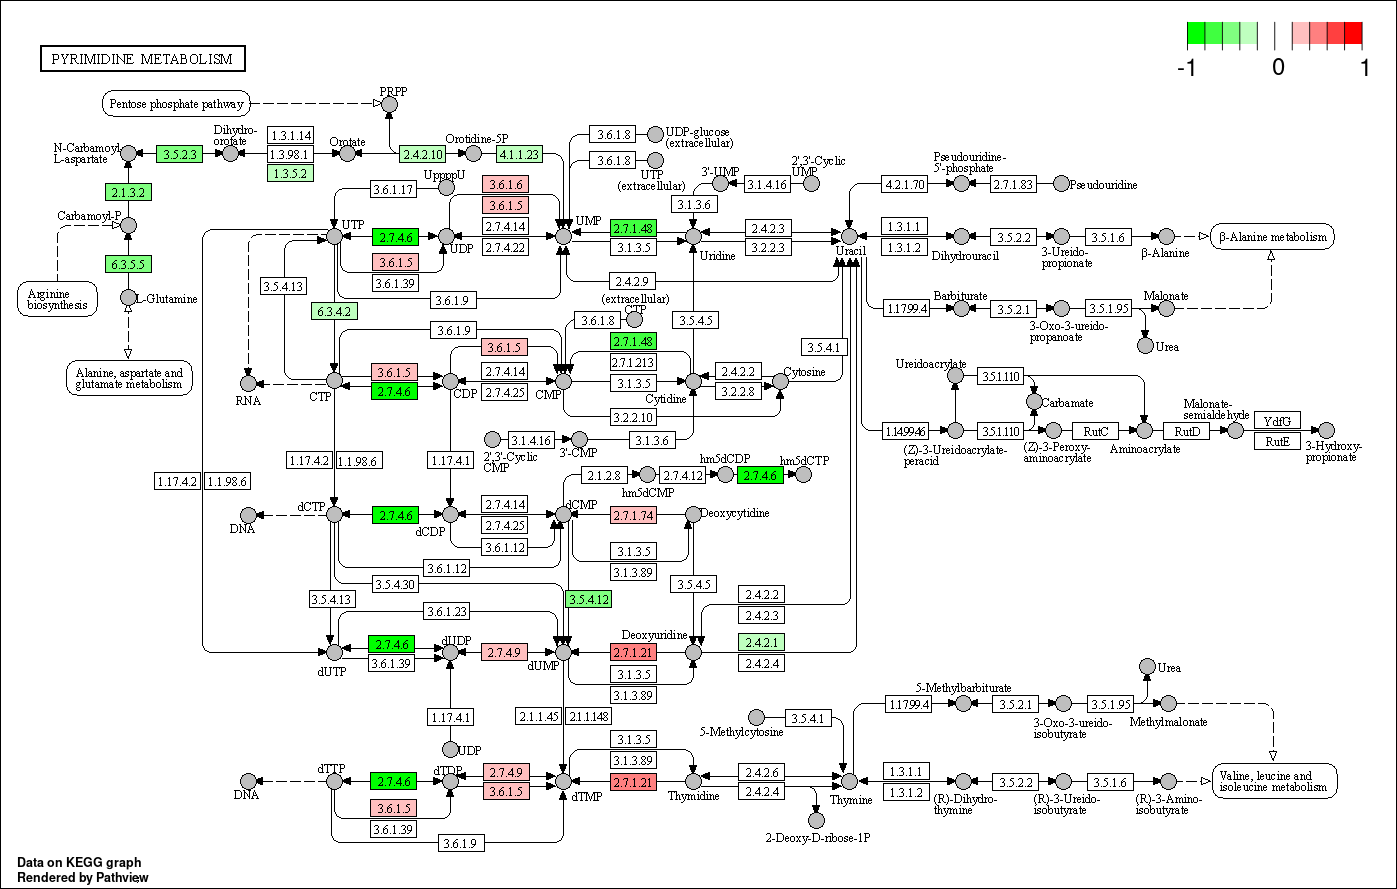 PYRIMIDINE METABOLISM
-1
0
1
Pentose phosphate pathway
PRPP
N-Carbamoyl-
L-aspartate
3.5.2.3
Dihydro-
orotate
1.3.1.14
1.3.98.1
1.3.5.2
Orotate
2.4.2.10
Orotidine-5P
4.1.1.23
3.6.1.8
UDP-glucose
(extracellular)
3.6.1.8
UTP
(extracellular)
2.1.3.2
Carbamoyl-P
6.3.5.5
L-Glutamine
Arginine
biosynthesis
Alanine, aspartate and
glutamate metabolism
UppppU
3.6.1.17
3.6.1.6
3.6.1.5
3'-UMP
3.1.4.16
2',3'-Cyclic
UMP
3.1.3.6
Pseudouridine-
5'-phosphate
4.2.1.70
2.7.1.83
Pseudouridine
UTP
2.7.4.6
3.6.1.5
3.6.1.39
UDP
2.7.4.14
2.7.4.22
UMP
2.7.1.48
3.1.3.5
Uridine
2.4.2.3
3.2.2.3
Uracil
1.3.1.1
1.3.1.2
Dihydrouracil
3.5.2.2
3-Ureido-
propionate
3.5.1.6
β-Alanine
β-Alanine metabolism
3.5.4.13
3.6.1.9
2.4.2.9
6.3.4.2
(extracellular)
CTP
3.6.1.8
3.5.4.5
3.5.4.1
1.1799.4
Barbiturate
3.5.2.1
3-Oxo-3-ureido-
propanoate
3.5.1.95
Malonate
Urea
3.6.1.9
3.6.1.5
2.7.1.48
2.7.1.213
RNA
CTP
3.6.1.5
2.7.4.6
CDP
2.7.4.14
2.7.4.25
CMP
3.1.3.5
Cytidine
2.4.2.2
3.2.2.8
Cytosine
3.2.2.10
Ureidoacrylate
3.5.1.110
Carbamate
1.14.99.46
(Z)-3-Ureidoacrylate-
peracid
3.5.1.110
(Z)-3-Peroxy-
aminoacrylate
RutC
Aminoacrylate
RutD
Malonate-
semialdehyde
YdfG
RutE
3-Hydroxy-
propionate
2',3'-Cyclic
CMP
3.1.4.16
3'-CMP
3.1.3.6
1.17.4.2
1.1.98.6
1.17.4.1
1.17.4.2
1.1.98.6
2.1.2.8
hm5dCMP
2.7.4.12
hm5dCDP
2.7.4.6
hm5dCTP
DNA
dCTP
2.7.4.6
dCDP
2.7.4.14
2.7.4.25
3.6.1.12
dCMP
2.7.1.74
Deoxycytidine
3.1.3.5
3.1.3.89
3.6.1.12
3.5.4.30
3.5.4.13
3.5.4.12
3.5.4.5
3.6.1.23
2.4.2.2
2.4.2.3
dUTP
2.7.4.6
3.6.1.39
dUDP
2.7.4.9
dUMP
2.7.1.21
3.1.3.5
3.1.3.89
Deoxyuridine
2.4.2.1
2.4.2.4
1.17.4.1
UDP
2.1.1.45
2.1.1.148
5-Methylcytosine
3.5.4.1
1.1799.4
5-Methylbarbiturate
3.5.2.1
3-Oxo-3-ureido-
isobutyrate
3.5.1.95
Methylmalonate
Urea
DNA
dTTP
2.7.4.6
3.6.1.5
3.6.1.39
dTDP
2.7.4.9
3.6.1.5
dTMP
3.1.3.5
3.1.3.89
2.7.1.21
Thymidine
2.4.2.6
2.4.2.4
Thymine
2-Deoxy-D-ribose-1P
1.3.1.1
1.3.1.2
(R)-Dihydro-
thymine
3.5.2.2
(R)-3-Ureido-
isobutyrate
3.5.1.6
(R)-3-Amino-
isobutyrate
Valine, leucine and
isoleucine metabolism
3.6.1.9
Data on KEGG graph
Rendered by Pathview